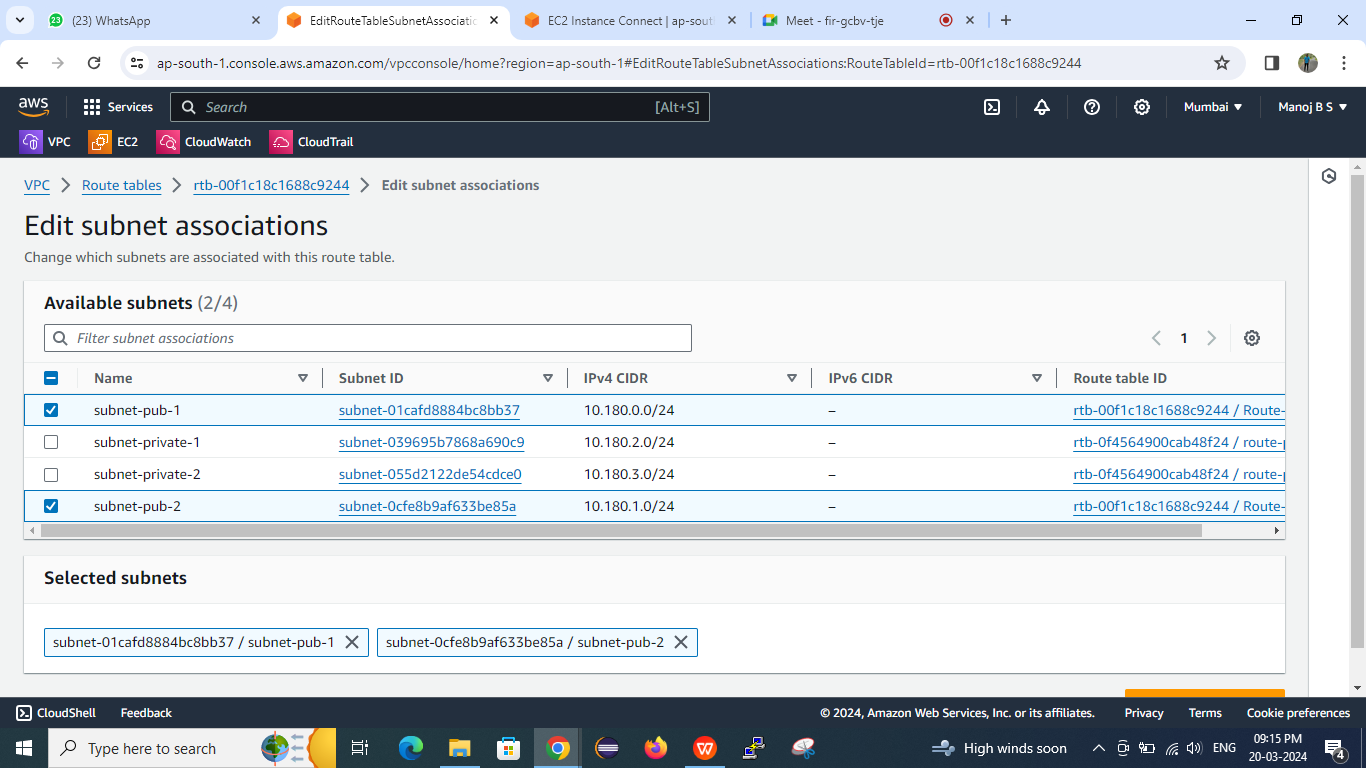 (23) WhatsApp
EditRouteTableSubnetAssociatio
EC2 Instance Connect | ap-sout
Meet - fir-gcbv-tje
ap-south-1.console.aws.amazon.com/vpcconsole/home?region=ap-south-1#EditRouteTableSubnetAssociations:RouteTableId=rtb-00f1c18c1688c9244
aws Services Search [Alt+S] Mumbai Manoj B S
VPC EC2 CloudWatch CloudTrail
VPC Route tables rtb-00f1c18c1688c9244 Edit subnet associations
Edit subnet associations
Change which subnets are associated with this route table.
Available subnets (2/4)
Filter subnet associations 1
Name Subnet ID IPv4 CIDR IPv6 CIDR Route table ID
subnet-pub-1 subnet-01cafd8884bc8bb37 10.180.0.0/24 – rtb-00f1c18c1688c9244 / Route-
subnet-private-1 subnet-039695b7868a690c9 10.180.2.0/24 – rtb-0f4564900cab48f24 / route-p
subnet-private-2 subnet-055d2122de54cdce0 10.180.3.0/24 – rtb-0f4564900cab48f24 / route-p
subnet-pub-2 subnet-0cfe8b9af633be85a 10.180.1.0/24 – rtb-00f1c18c1688c9244 / Route-
Selected subnets
subnet-01cafd8884bc8bb37 / subnet-pub-1 subnet-0cfe8b9af633be85a / subnet-pub-2
CloudShell Feedback © 2024, Amazon Web Services, Inc. or its affiliates. Privacy Terms Cookie preferences
Type here to search High winds soon ENG 09:15 PM
20-03-2024 4